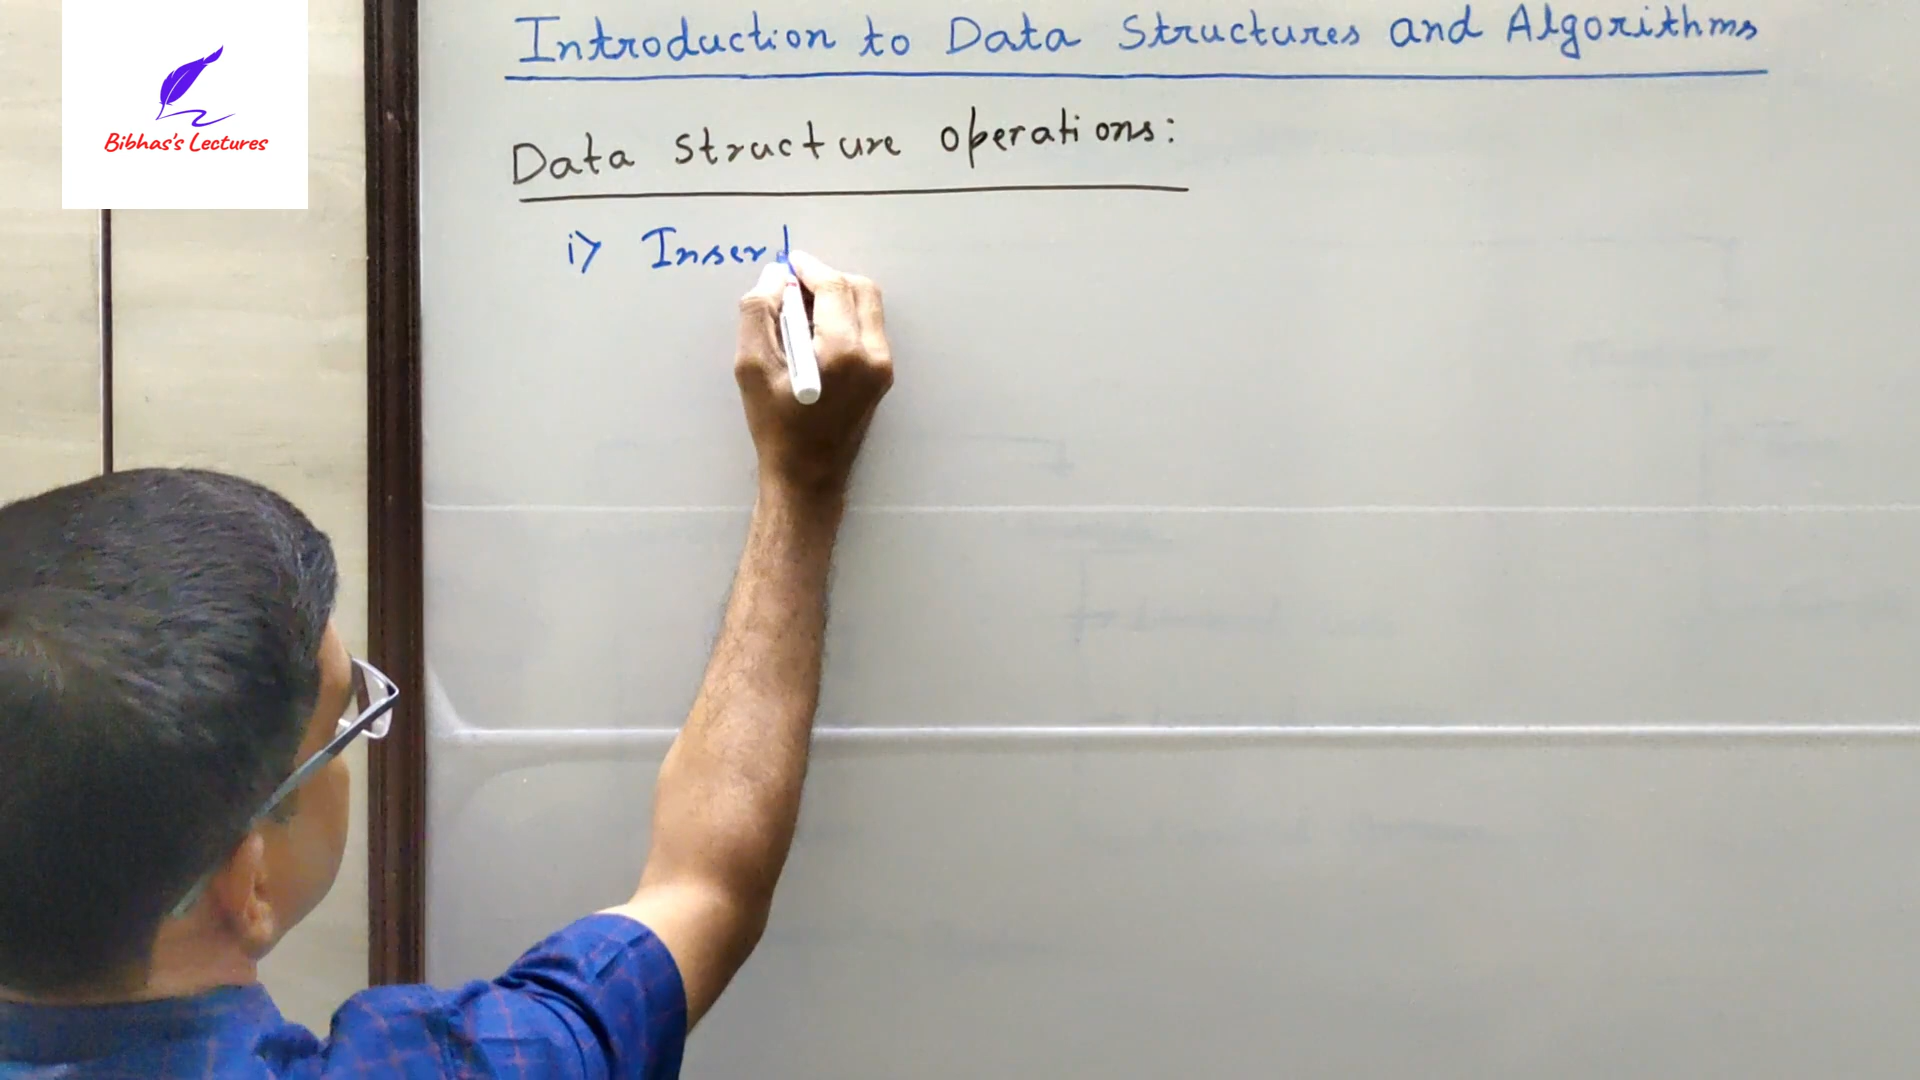 Introduction to Data Structures and Algorithms
Bibhas's Lectures
Data structure operations:
i) Insert